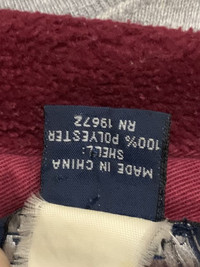 MADE IN CHINA
SHELL:
100% POLYESTER
RN 19672